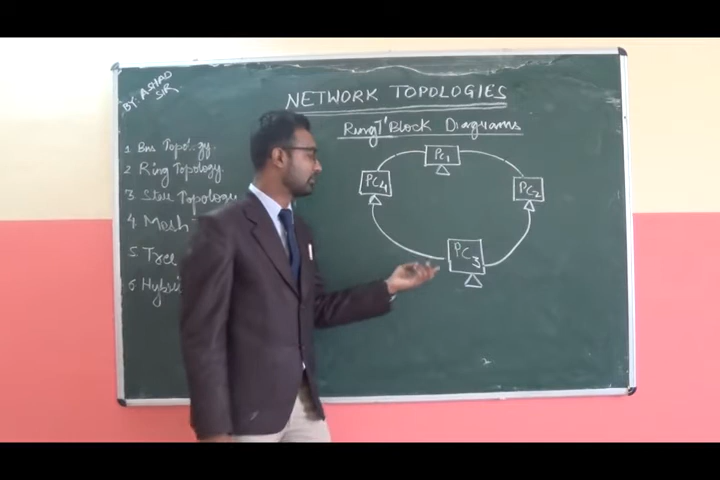 BY: ASHAD
SIR
NETWORK TOPOLOGIES
Ring T' Block Diagrams
1 Bus Topology.
2 Ring Topology.
3 Star Topology
4. Mesh
5. Tree
6 Hybri
PC1
PC4
PC2
PC3